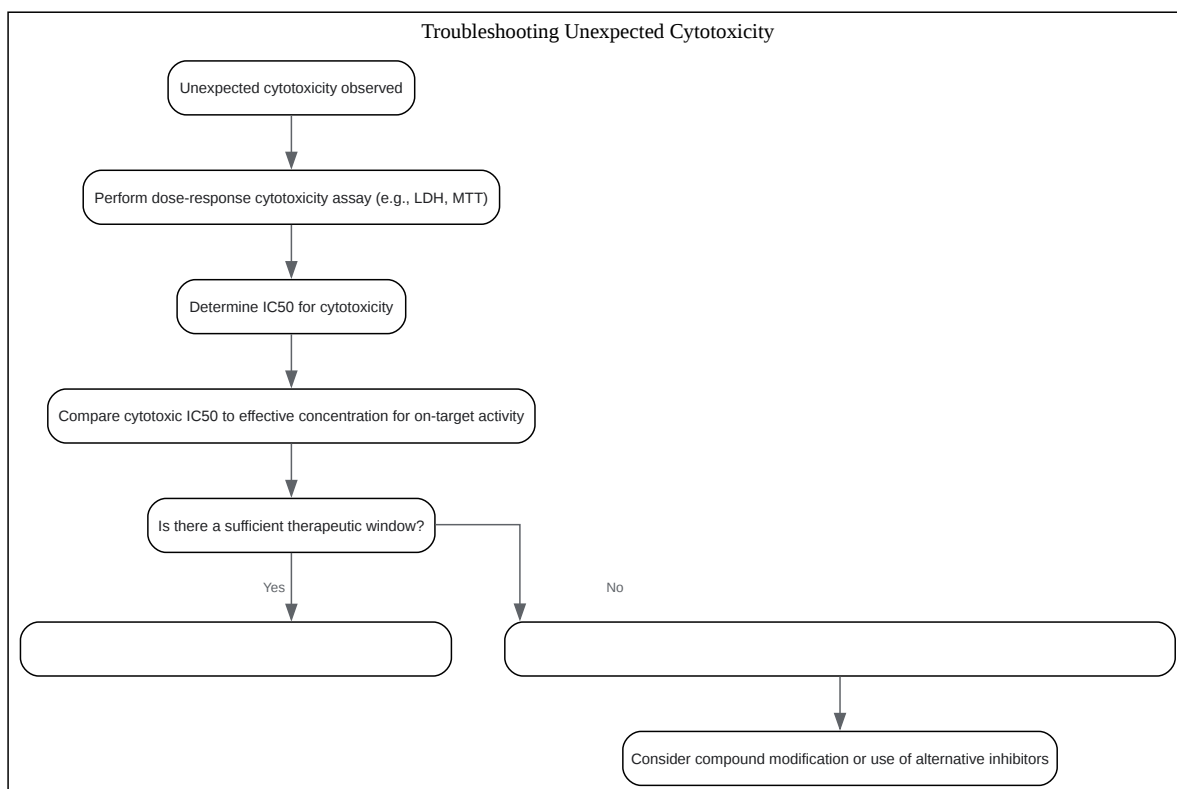 Troubleshooting Unexpected Cytotoxicity
Unexpected cytotoxicity observed
Perform dose-response cytotoxicity assay (e.g., LDH, MTT)
Determine IC50 for cytotoxicity
Compare cytotoxic IC50 to effective concentration for on-target activity
Is there a sufficient therapeutic window?
Yes
No
Consider compound modification or use of alternative inhibitors